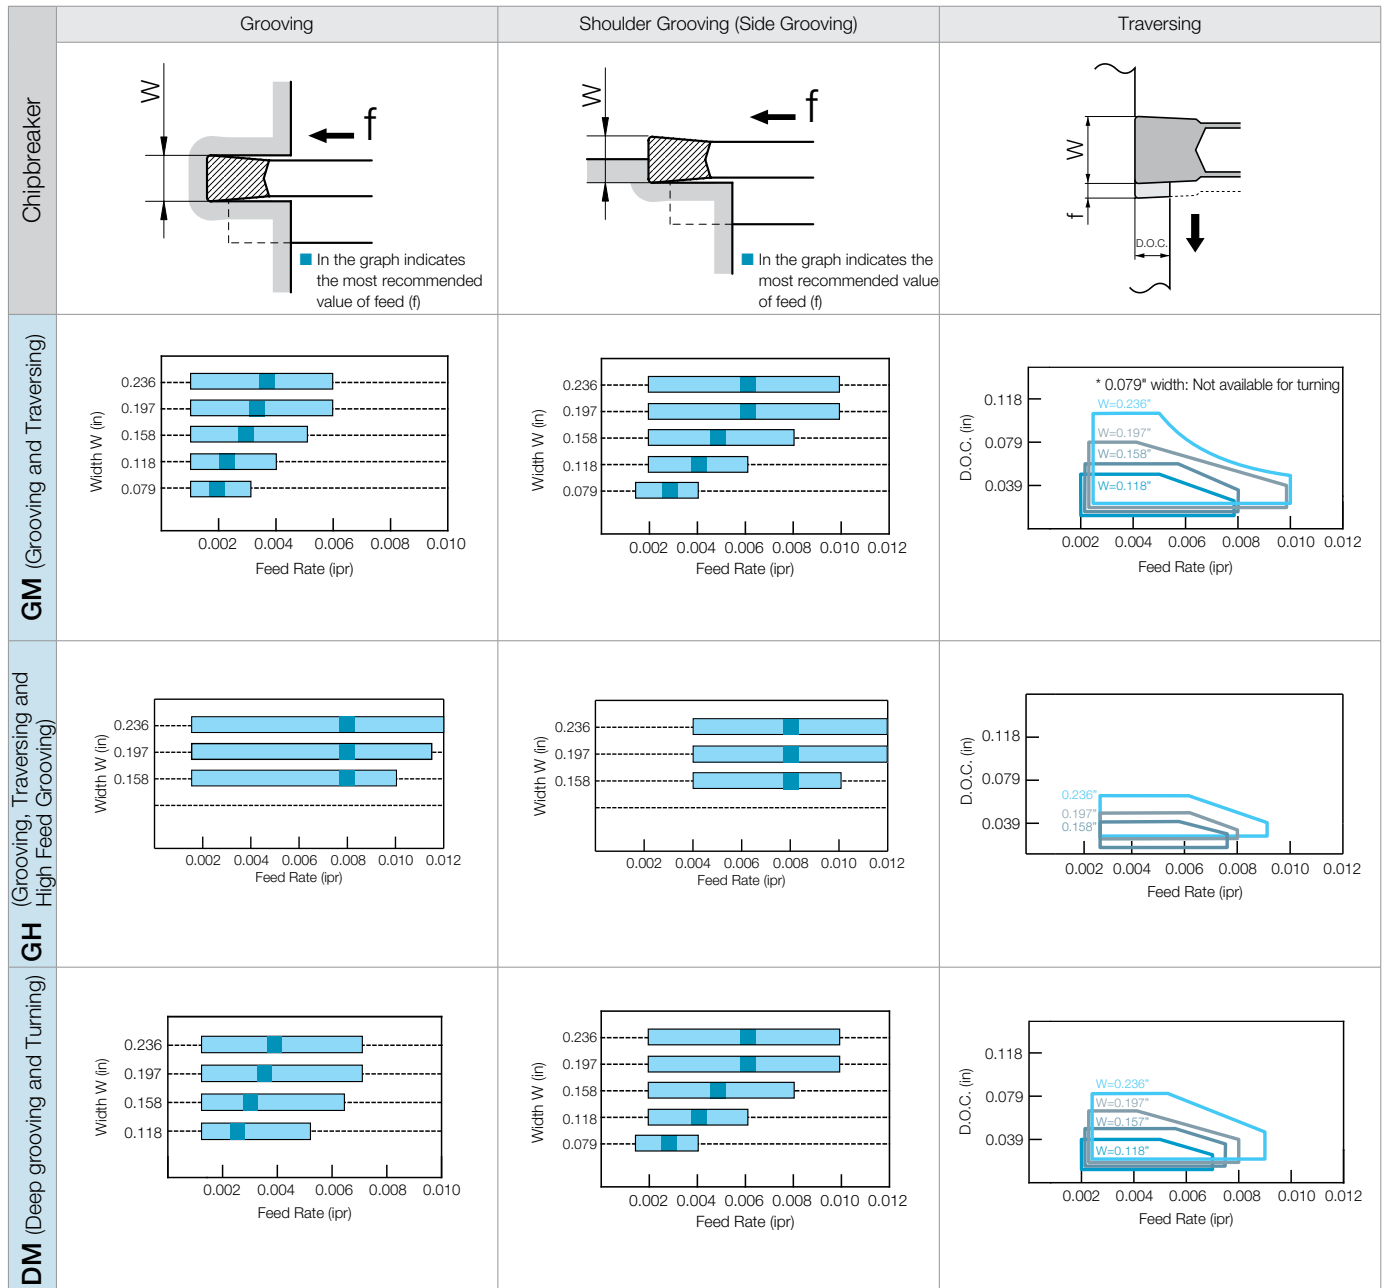 Grooving
Shoulder Grooving (Side Grooving)
Traversing
Chipbreaker
W
f
In the graph indicates
the most recommended
value of feed (f)
W
f
In the graph indicates the
most recommended value
of feed (f)
W
f
D.O.C.
GM (Grooving and Traversing)
Width W (in)
0.236
0.197
0.158
0.118
0.079
0.002 0.004 0.006 0.008 0.010
Feed Rate (ipr)
Width W (in)
0.236
0.197
0.158
0.118
0.079
0.002 0.004 0.006 0.008 0.010 0.012
Feed Rate (ipr)
D.O.C. (in)
0.118
0.079
0.039
* 0.079" width: Not available for turning
W=0.236"
W=0.197"
W=0.158"
W=0.118"
0.002 0.004 0.006 0.008 0.010 0.012
Feed Rate (ipr)
GH (Grooving, Traversing and
High Feed Grooving)
Width W (in)
0.236
0.197
0.158
0.002 0.004 0.006 0.008 0.010 0.012
Feed Rate (ipr)
Width W (in)
0.236
0.197
0.158
0.002 0.004 0.006 0.008 0.010 0.012
Feed Rate (ipr)
D.O.C. (in)
0.118
0.079
0.039
0.236"
0.197"
0.158"
0.002 0.004 0.006 0.008 0.010 0.012
Feed Rate (ipr)
DM (Deep grooving and Turning)
Width W (in)
0.236
0.197
0.158
0.118
0.002 0.004 0.006 0.008 0.010
Feed Rate (ipr)
Width W (in)
0.236
0.197
0.158
0.118
0.079
0.002 0.004 0.006 0.008 0.010 0.012
Feed Rate (ipr)
D.O.C. (in)
0.118
0.079
0.039
W=0.236"
W=0.197"
W=0.157"
W=0.118"
0.002 0.004 0.006 0.008 0.010 0.012
Feed Rate (ipr)